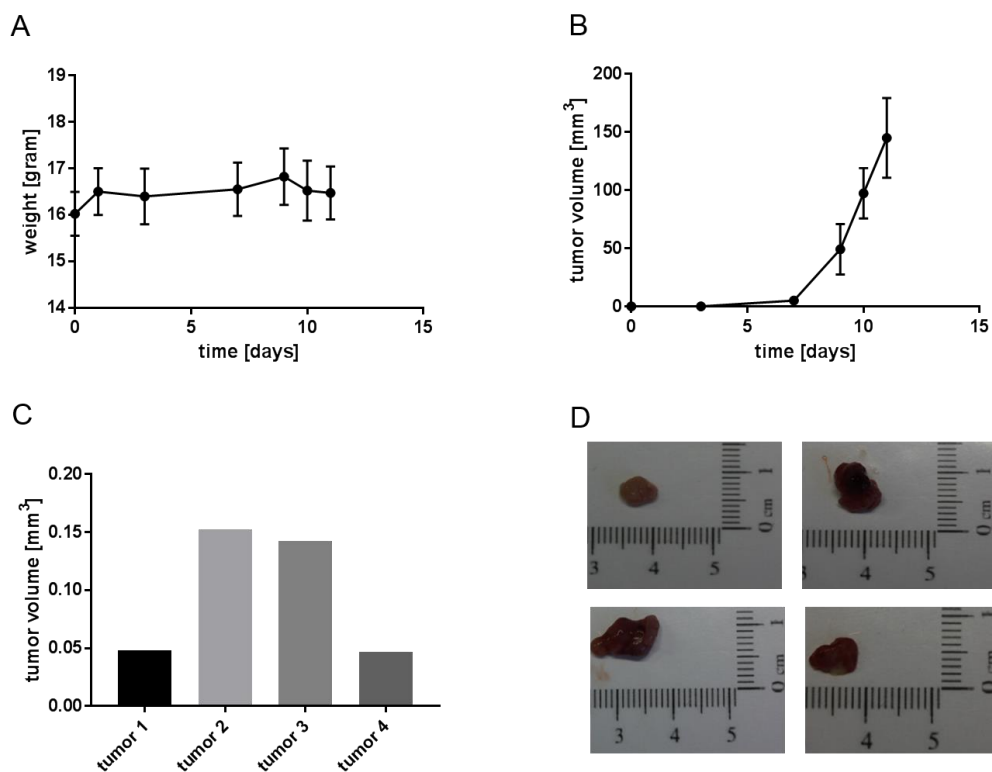 A
weight [gram]
19
18
17
16
15
14
0 5 10 15
time [days]
B
tumor volume [mm3]
200
150
100
50
0
0 5 10 15
time [days]
C
tumor volume [mm3]
0.20
0.15
0.10
0.05
0.00
tumor 1
tumor 2
tumor 3
tumor 4
D
1
0 cm
3 4 5
1
0 cm
4 5
1
0 cm
3 4 5
1
0 cm
4 5